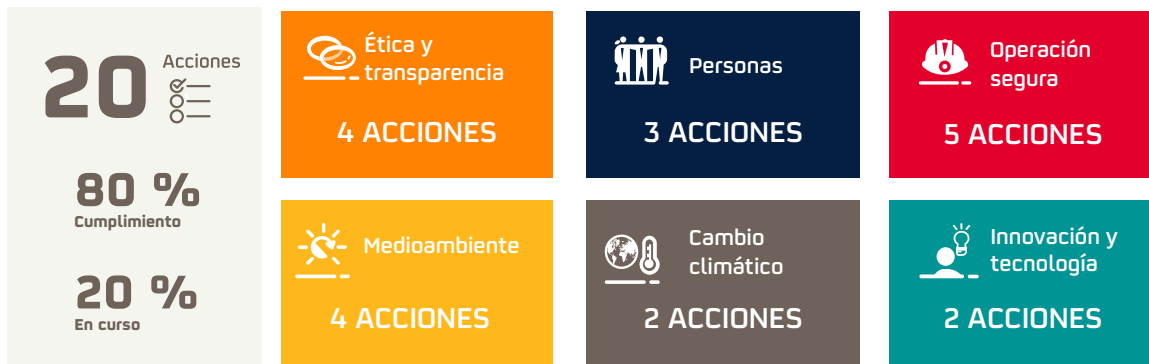 20
Acciones
80 %
Cumplimiento
20 %
En curso
Ética y
transparencia
4 ACCIONES
Personas
3 ACCIONES
Operación
segura
5 ACCIONES
Medioambiente
4 ACCIONES
Cambio
climático
2 ACCIONES
Innovación y
tecnología
2 ACCIONES